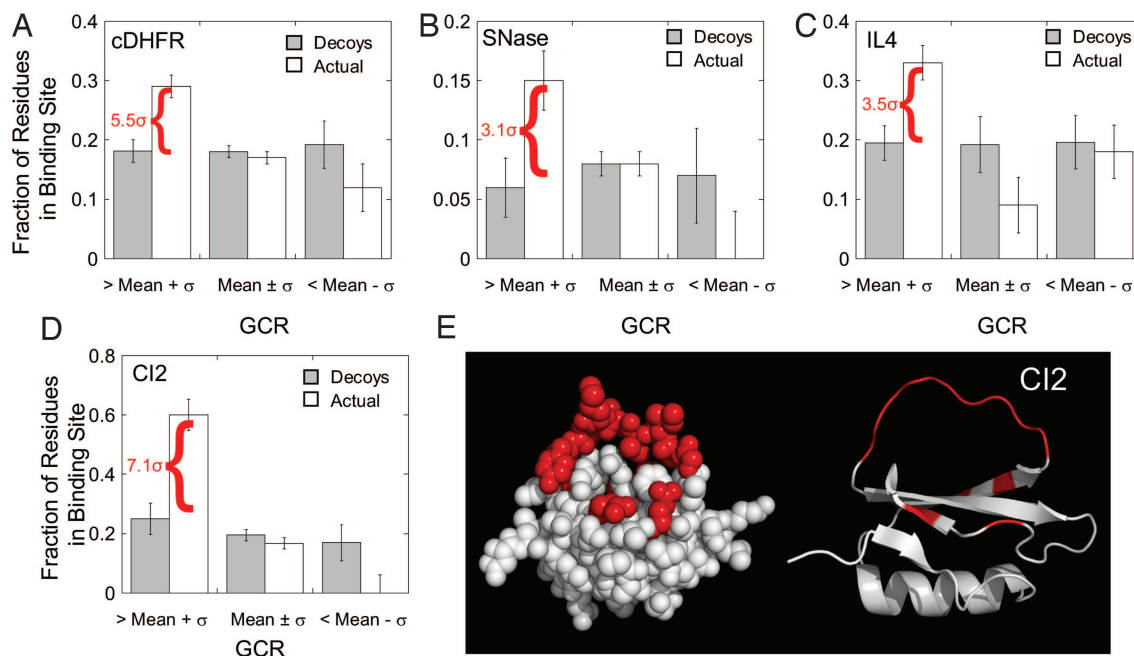 A
cDHFR
Decoys
Actual
5.5σ
0.4
0.3
0.2
0.1
0
Fraction of Residues
in Binding Site
> Mean + σ
Mean ± σ
< Mean - σ
GCR
B
SNase
Decoys
Actual
3.1σ
0.2
0.15
0.1
0.05
0
> Mean + σ
Mean ± σ
< Mean - σ
GCR
C
IL4
Decoys
Actual
3.5σ
0.4
0.3
0.2
0.1
0
> Mean + σ
Mean ± σ
< Mean - σ
GCR
D
CI2
Decoys
Actual
7.1σ
0.8
0.6
0.4
0.2
0
Fraction of Residues
in Binding Site
> Mean + σ
Mean ± σ
< Mean - σ
GCR
E
CI2